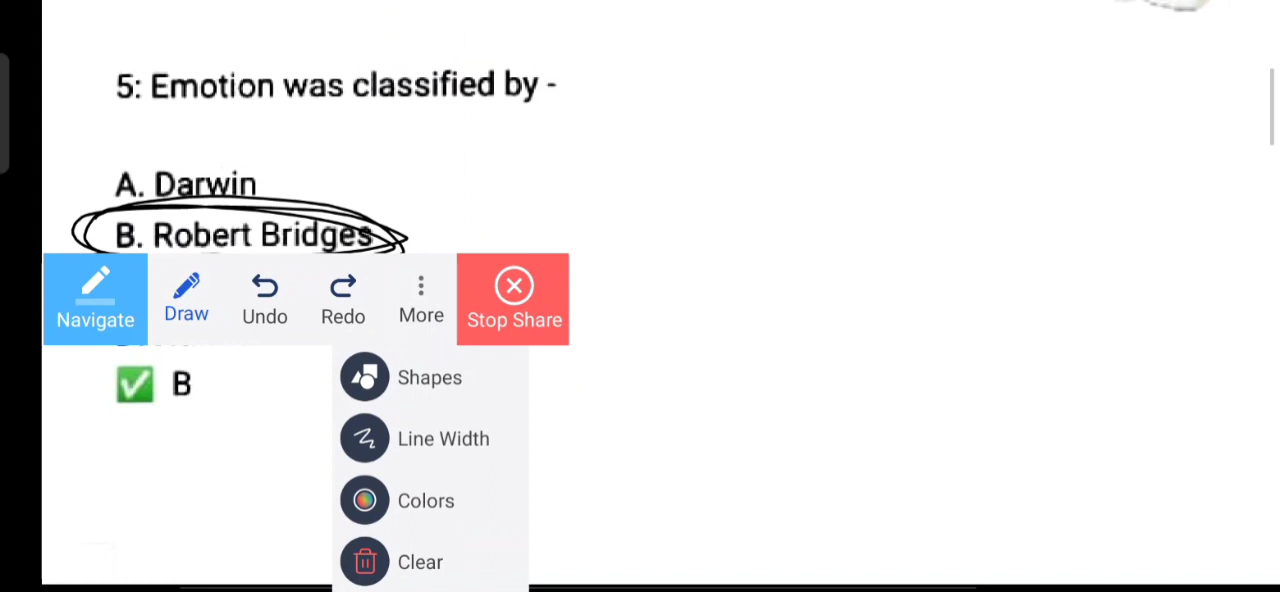 5: Emotion was classified by -
A. Darwin
B. Robert Bridges
Navigate
Draw
Undo
Redo
More
Stop Share
✅ B
Shapes
Line Width
Colors
Clear